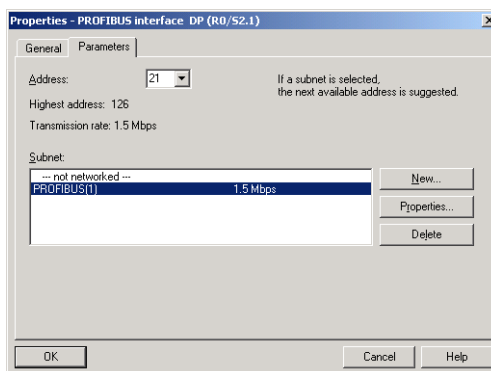 Properties - PROFIBUS interface DP (R0/S2.1)
General Parameters
Address: 21
If a subnet is selected,
the next available address is suggested.
Highest address: 126
Transmission rate: 1.5 Mbps
Subnet:
--- not networked ---
PROFIBUS(1) 1.5 Mbps
New...
Properties...
Delete
OK Cancel Help